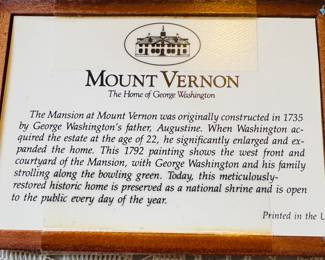 MOUNT VERNON
The Home of George Washington
The Mansion at Mount Vernon was originally constructed in 1735
by George Washington's father, Augustine. When Washington ac-
quired the estate at the age of 22, he significantly enlarged and ex-
panded the home. This 1792 painting shows the west front and
courtyard of the Mansion, with George Washington and his family
strolling along the bowling green. Today, this meticulously-
restored historic home is preserved as a national shrine and is open
to the public every day of the year.
Printed in the U